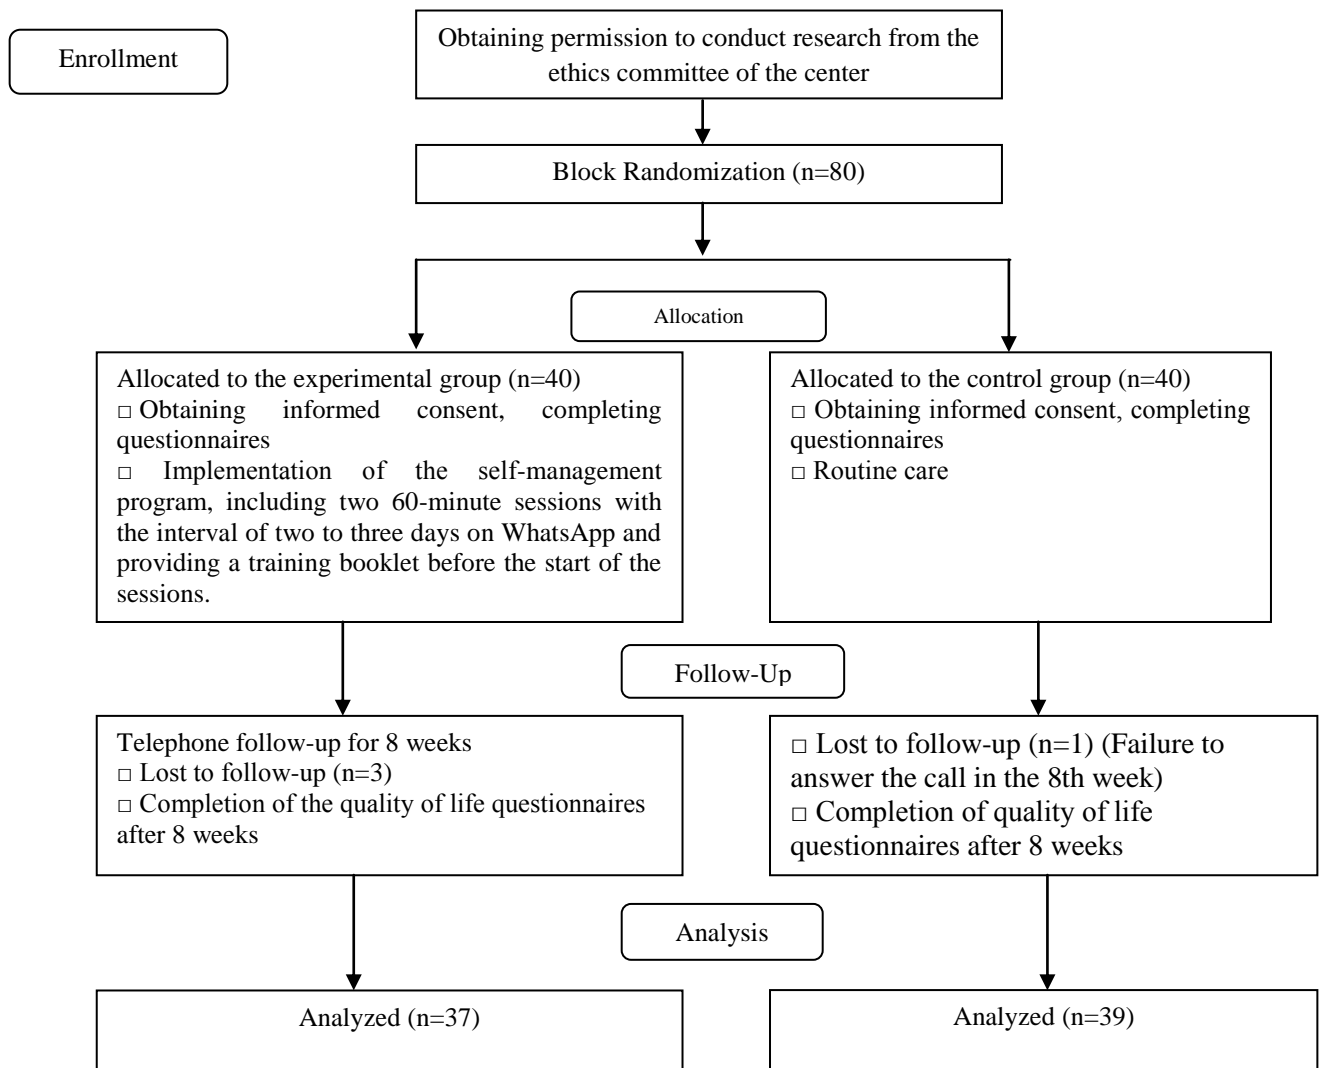 Enrollment
Obtaining permission to conduct research from the
ethics committee of the center
Block Randomization (n=80)
Allocation
Allocated to the experimental group (n=40)
□ Obtaining informed consent, completing
questionnaires
□ Implementation of the self-management
program, including two 60-minute sessions with
the interval of two to three days on WhatsApp and
providing a training booklet before the start of the
sessions.
Allocated to the control group (n=40)
□ Obtaining informed consent, completing
questionnaires
□ Routine care
Follow-Up
Telephone follow-up for 8 weeks
□ Lost to follow-up (n=3)
□ Completion of the quality of life questionnaires
after 8 weeks
□ Lost to follow-up (n=1) (Failure to
answer the call in the 8th week)
□ Completion of quality of life
questionnaires after 8 weeks
Analysis
Analyzed (n=37)
Analyzed (n=39)